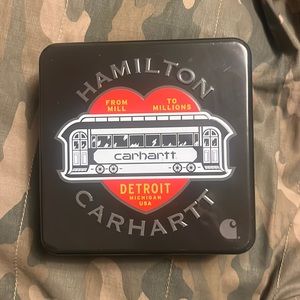 HAMILTON
FROM MILL
TO MILLIONS
carhartt
DETROIT
MICHIGAN
USA
CARHARTT